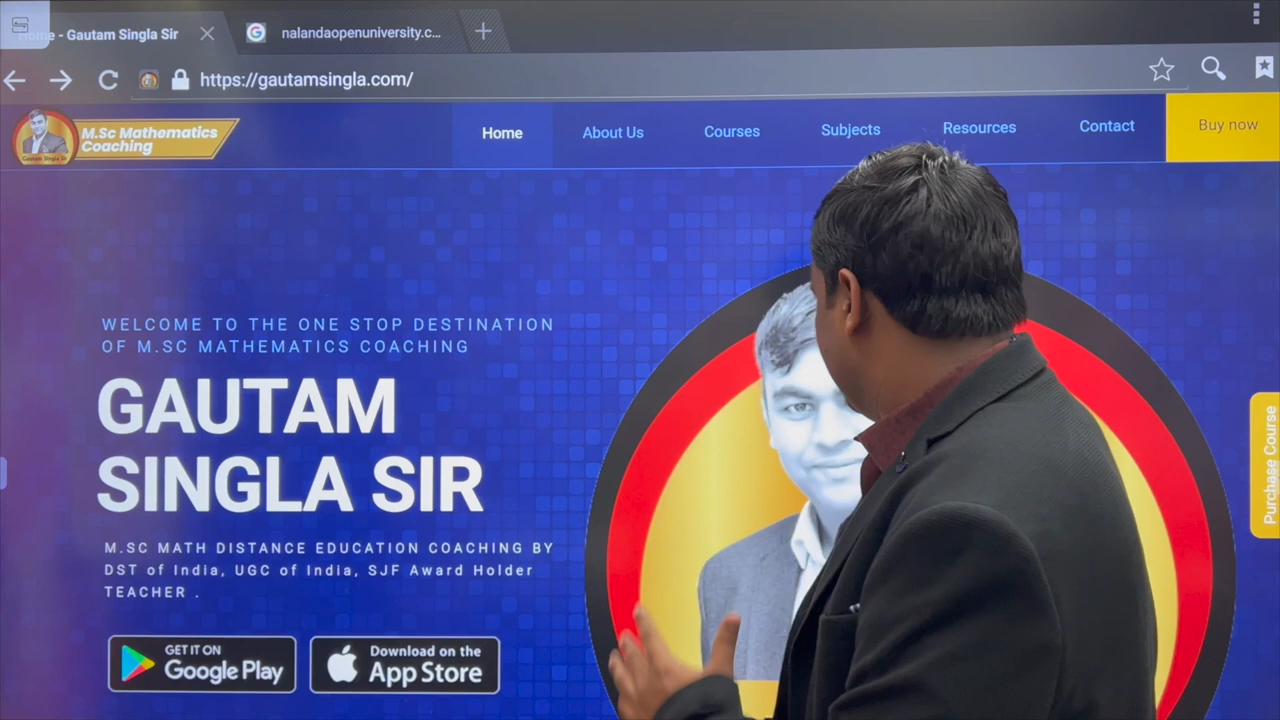 Home - Gautam Singla Sir
nalandaopenuniversity.c...
https://gautamsingla.com/
M.Sc Mathematics
Coaching
Gautam Singla Sir
Home
About Us
Courses
Subjects
Resources
Contact
Buy now
WELCOME TO THE ONE STOP DESTINATION
OF M.SC MATHEMATICS COACHING
GAUTAM
SINGLA SIR
M.SC MATH DISTANCE EDUCATION COACHING BY
DST of India, UGC of India, SJF Award Holder
TEACHER .
GET IT ON
Google Play
Download on the
App Store
Purchase Course